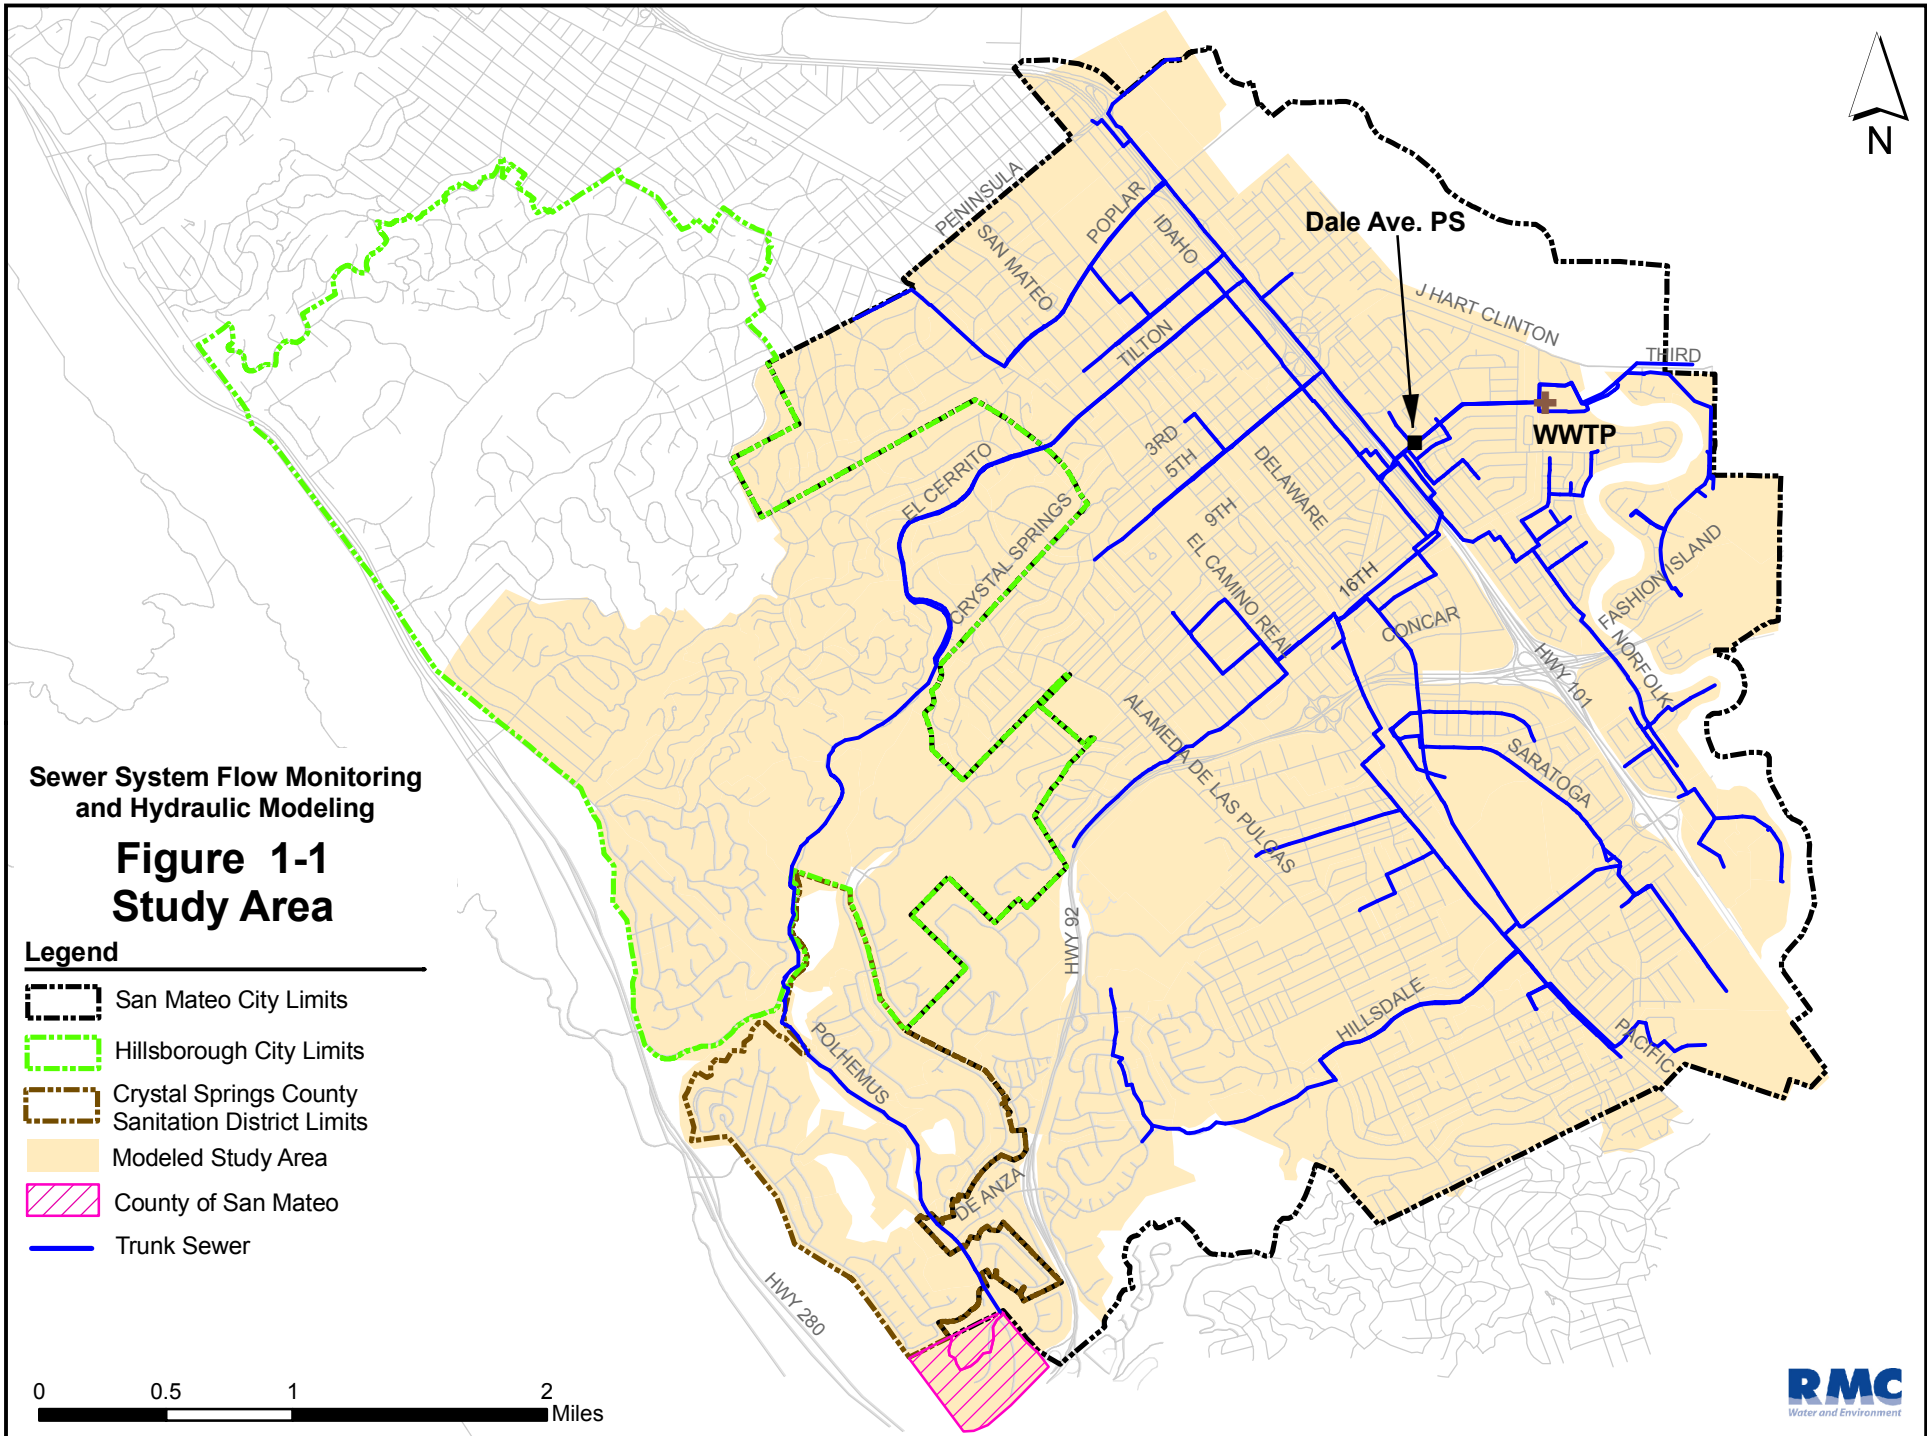 N
PENINSULA
SAN MATEO
POPLAR
IDAHO
Dale Ave. PS
J HART CLINTON
THIRD
TILTON
WWTP
3RD
5TH
EL CERRITO
DELAWARE
9TH
CRYSTAL SPRINGS
EL CAMINO REAL
16TH
FASHION ISLAND
CONCAR
NORFOLK
HWY 101
ALAMEDA DE LAS PULGAS
SARATOGA
HWY 92
HILLSDALE
PACIFIC
POLHEMUS
DE ANZA
HWY 280
Sewer System Flow Monitoring
and Hydraulic Modeling
Figure 1-1
Study Area
Legend
San Mateo City Limits
Hillsborough City Limits
Crystal Springs County
Sanitation District Limits
Modeled Study Area
County of San Mateo
Trunk Sewer
0 0.5 1 2
Miles
RMC
Water and Environment